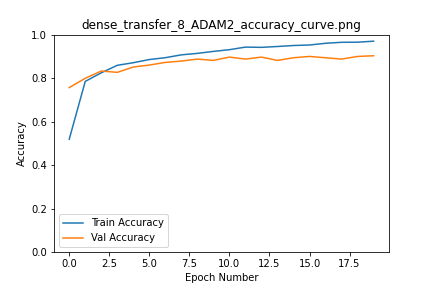 dense_transfer_8_ADAM2_accuracy_curve.png
1.0
0.8
0.6
0.4
0.2
0.0
Accuracy
Train Accuracy
Val Accuracy
0.0 2.5 5.0 7.5 10.0 12.5 15.0 17.5
Epoch Number